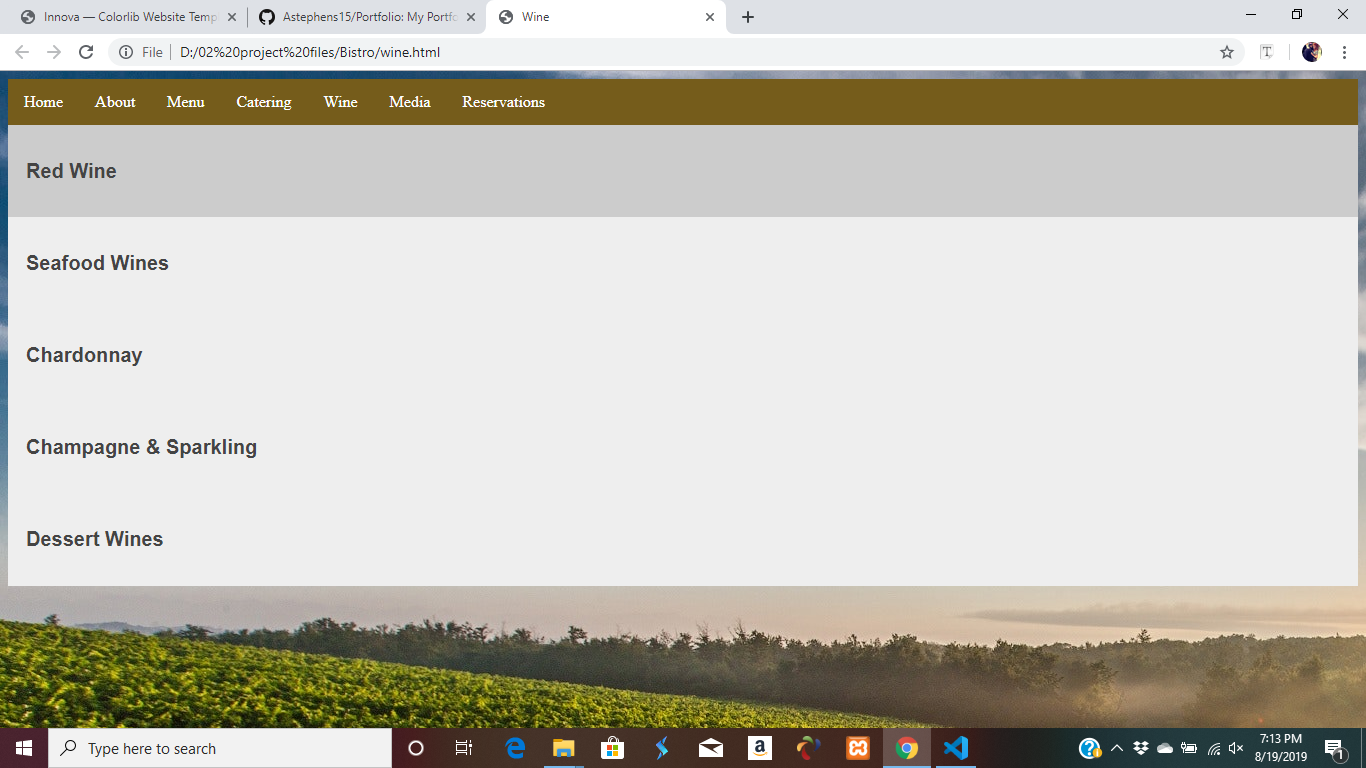 Innova — Colorlib Website Temp
Astephens15/Portfolio: My Portfo
Wine
File
D:/02%20project%20files/Bistro/wine.html
Home
About
Menu
Catering
Wine
Media
Reservations
Red Wine
Seafood Wines
Chardonnay
Champagne & Sparkling
Dessert Wines
Type here to search
7:13 PM
8/19/2019
1